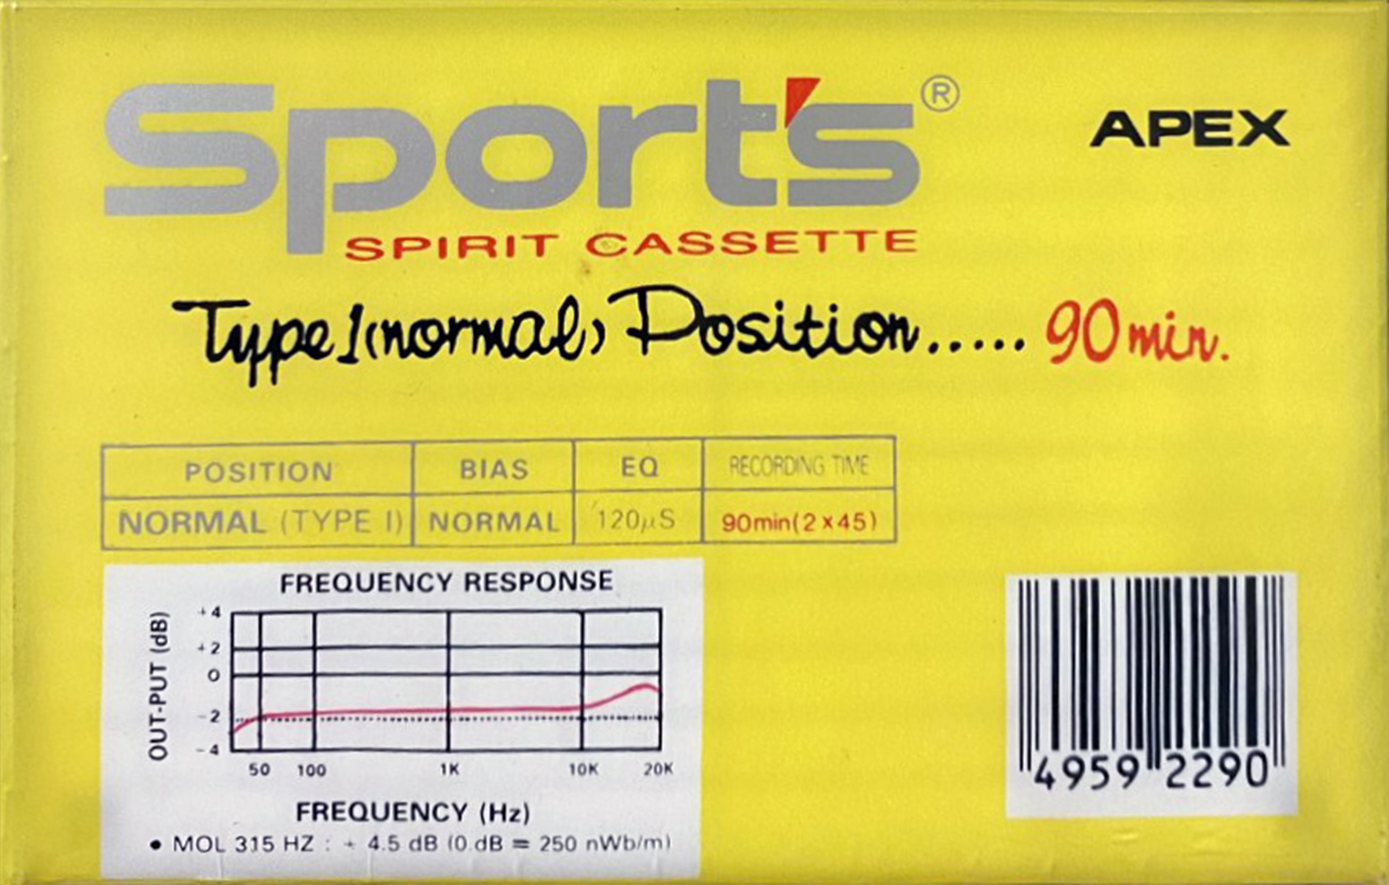 Sport's®
APEX
SPIRIT CASSETTE
Type I (normal) Position..... 90 min.
POSITION BIAS EQ RECORDING TIME
NORMAL (TYPE I) NORMAL 120µS 90min(2x45)
FREQUENCY RESPONSE
OUT-PUT (dB)
+4
+2
0
-2
-4
50 100 1K 10K 20K
FREQUENCY (Hz)
• MOL 315 HZ : + 4.5 dB (0.dB = 250 nWb/m)
4959 2290